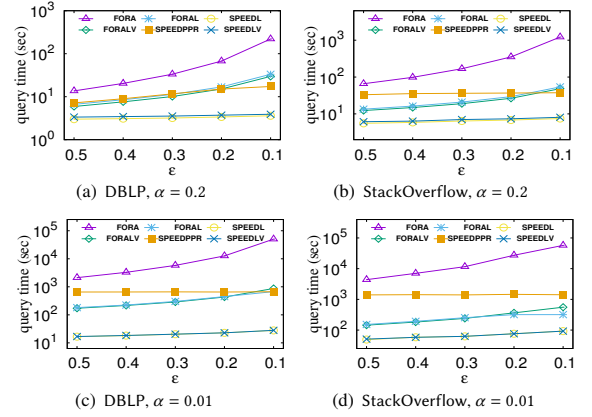 FORA FORAL SPEEDL
FORALV SPEEDPPR SPEEDLV
query time (sec)
10^3
10^2
10^1
10^0
0.5 0.4 0.3 0.2 0.1
ε
(a) DBLP, α = 0.2
FORA FORAL SPEEDL
FORALV SPEEDPPR SPEEDLV
query time (sec)
10^3
10^2
10^1
0.5 0.4 0.3 0.2 0.1
ε
(b) StackOverflow, α = 0.2
FORA FORAL SPEEDL
FORALV SPEEDPPR SPEEDLV
query time (sec)
10^5
10^4
10^3
10^2
10^1
0.5 0.4 0.3 0.2 0.1
ε
(c) DBLP, α = 0.01
FORA FORAL SPEEDL
FORALV SPEEDPPR SPEEDLV
query time (sec)
10^5
10^4
10^3
10^2
0.5 0.4 0.3 0.2 0.1
ε
(d) StackOverflow, α = 0.01